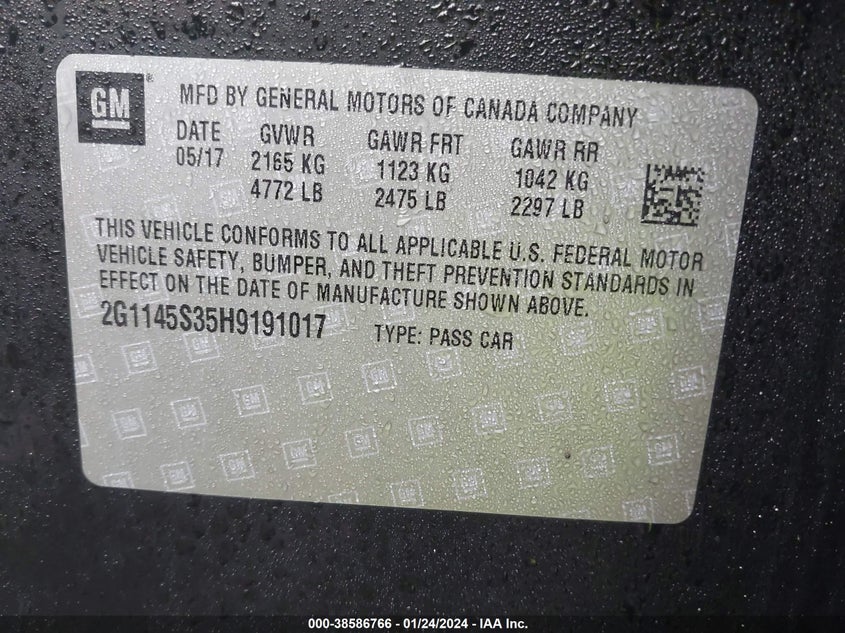 GM ®
MFD BY GENERAL MOTORS OF CANADA COMPANY
DATE GVWR GAWR FRT GAWR RR
05/17 2165 KG 1123 KG 1042 KG
4772 LB 2475 LB 2297 LB
THIS VEHICLE CONFORMS TO ALL APPLICABLE U.S. FEDERAL MOTOR
VEHICLE SAFETY, BUMPER, AND THEFT PREVENTION STANDARDS IN
EFFECT ON THE DATE OF MANUFACTURE SHOWN ABOVE.
2G1145S35H9191017 TYPE: PASS CAR
000-38586766 - 01/24/2024 - IAA Inc.